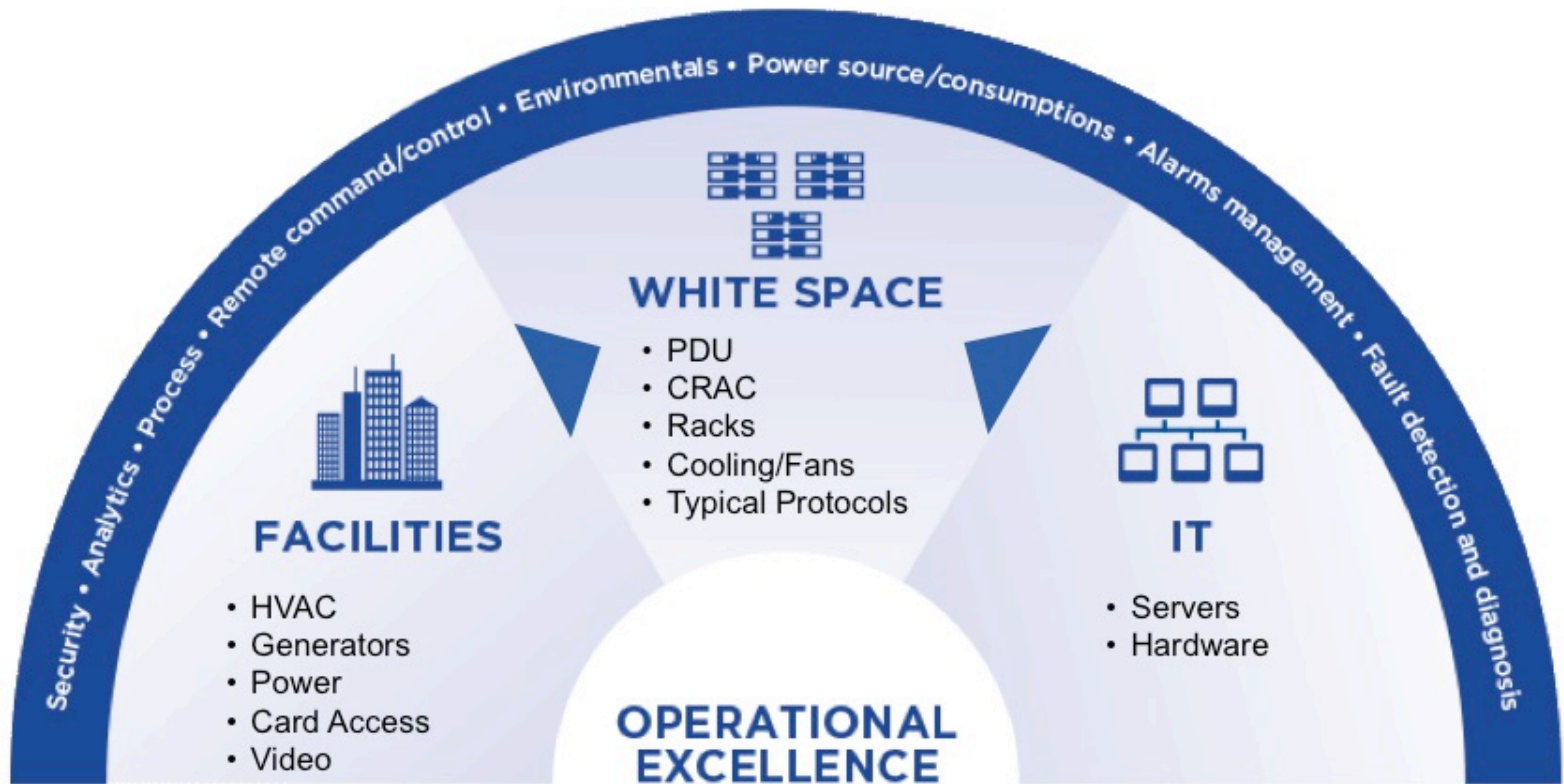 Security • Analytics • Process • Remote command/control • Environmentals • Power source/consumptions • Alarms management • Fault detection and diagnosis
WHITE SPACE
• PDU
• CRAC
• Racks
• Cooling/Fans
• Typical Protocols
FACILITIES
• HVAC
• Generators
• Power
• Card Access
• Video
IT
• Servers
• Hardware
OPERATIONAL
EXCELLENCE